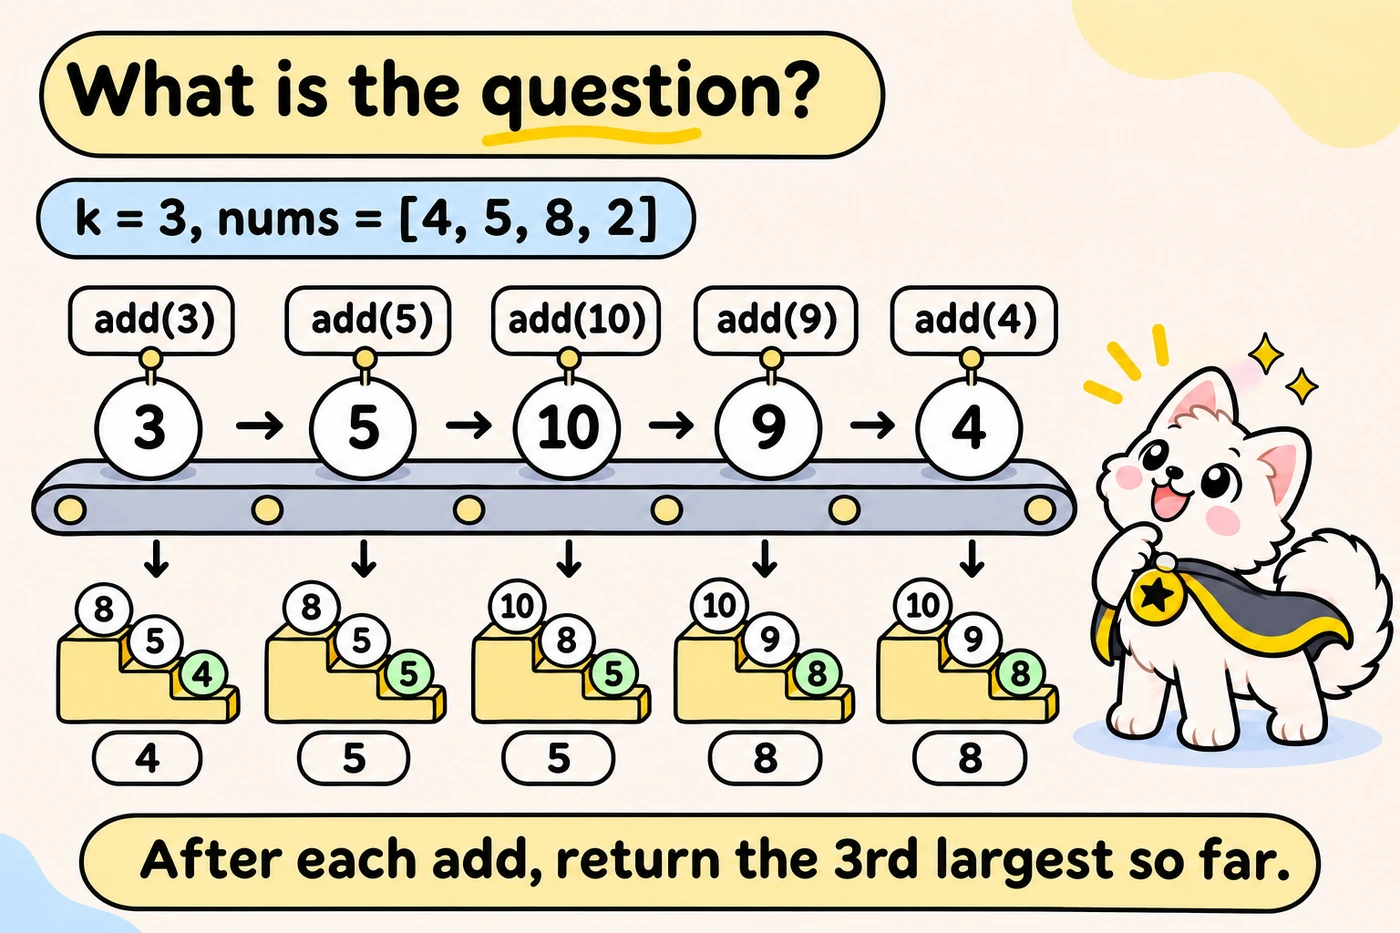 What is the question?
k = 3, nums = [4, 5, 8, 2]
add(3) add(5) add(10) add(9) add(4)
3 → 5 → 10 → 9 → 4
8 5 4
8 5 5
10 8 5
10 9 8
10 9 8
4 5 5 8 8
After each add, return the 3rd largest so far.